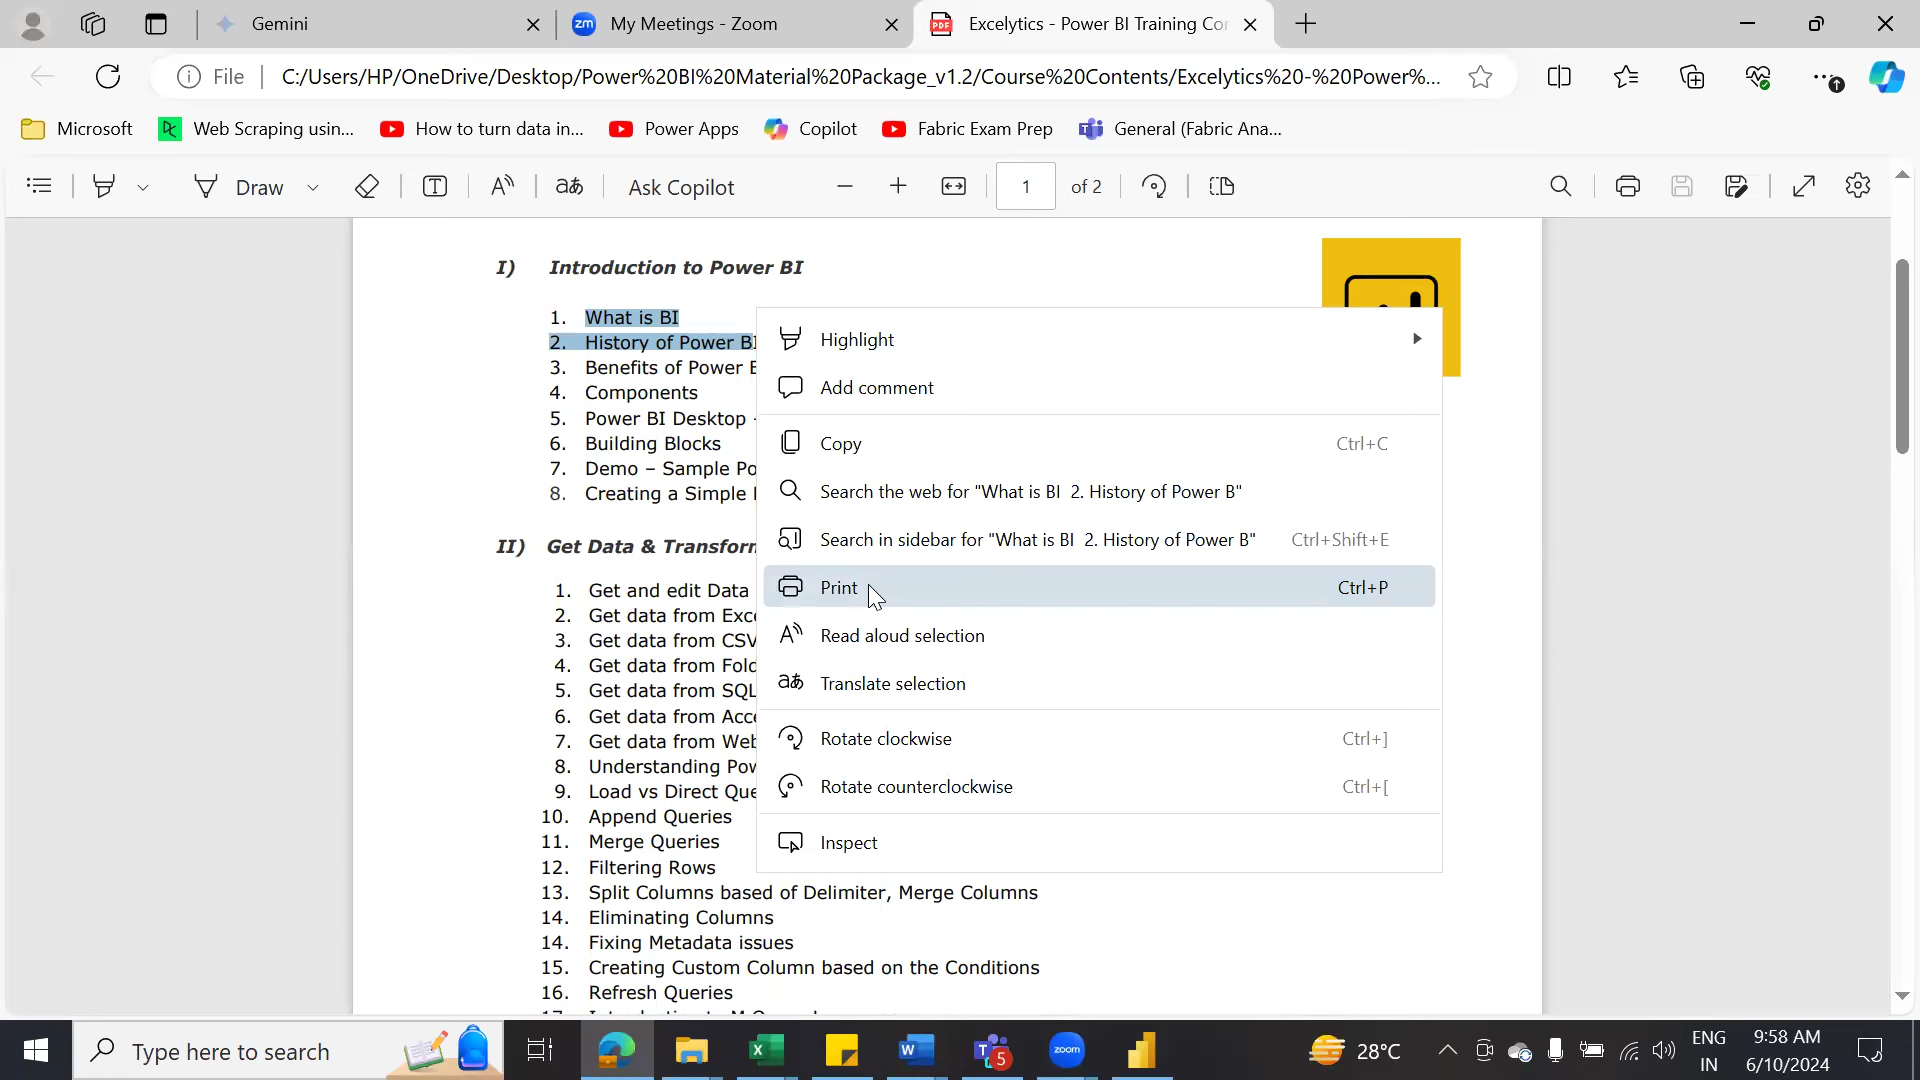 Gemini
My Meetings - Zoom
Excelytics - Power BI Training Cor
File
C:/Users/HP/OneDrive/Desktop/Power%20BI%20Material%20Package_v1.2/Course%20Contents/Excelytics%20-%20Power%...
Microsoft
Web Scraping usin...
How to turn data in...
Power Apps
Copilot
Fabric Exam Prep
General (Fabric Ana...
Draw
Ask Copilot
1
of 2
I) Introduction to Power BI
1. What is BI
2. History of Power BI
3. Benefits of Power B
4. Components
5. Power BI Desktop -
6. Building Blocks
7. Demo – Sample Po
8. Creating a Simple
II) Get Data & Transform
1. Get and edit Data
2. Get data from Exce
3. Get data from CSV
4. Get data from Fold
5. Get data from SQL
6. Get data from Acce
7. Get data from Web
8. Understanding Pow
9. Load vs Direct Que
10. Append Queries
11. Merge Queries
12. Filtering Rows
13. Split Columns based of Delimiter, Merge Columns
14. Eliminating Columns
14. Fixing Metadata issues
15. Creating Custom Column based on the Conditions
16. Refresh Queries
Highlight
Add comment
Copy Ctrl+C
Search the web for "What is BI 2. History of Power B"
Search in sidebar for "What is BI 2. History of Power B" Ctrl+Shift+E
Print Ctrl+P
Read aloud selection
Translate selection
Rotate clockwise Ctrl+]
Rotate counterclockwise Ctrl+[
Inspect
Type here to search
5
zoom
28°C
ENG
IN
9:58 AM
6/10/2024